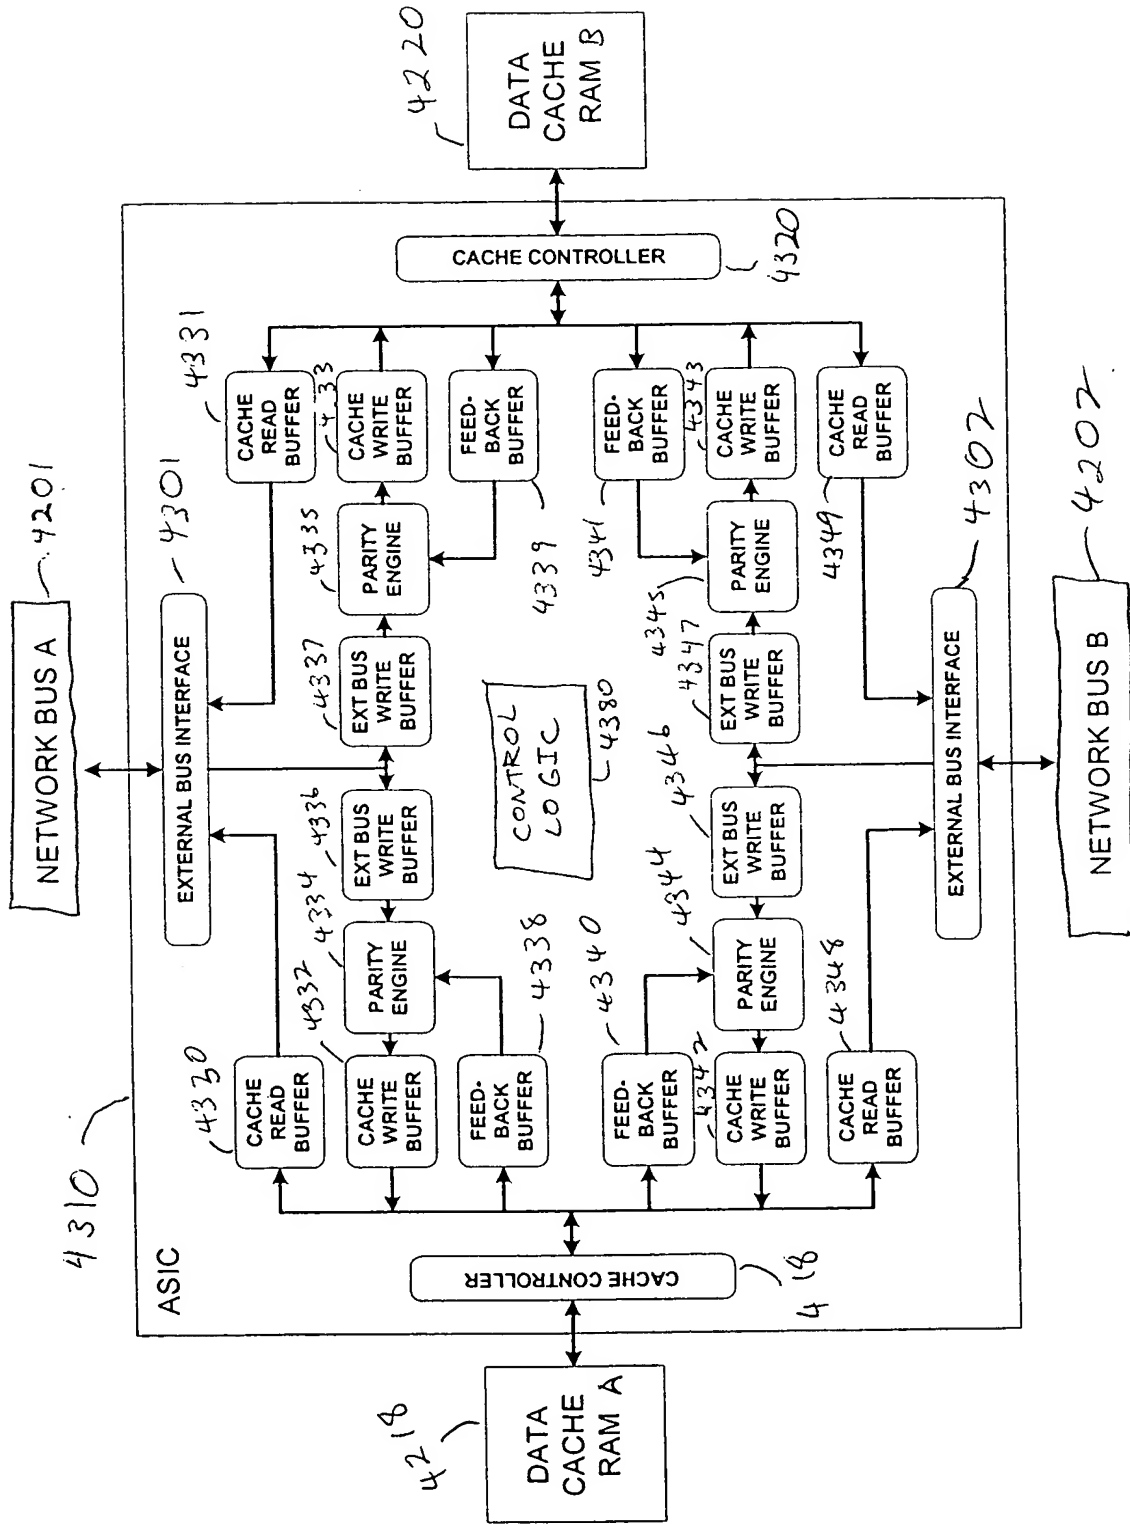 NETWORK BUS A
4201
4310
ASIC
EXTERNAL BUS INTERFACE
4301
4330
CACHE
READ
BUFFER
4331
CACHE
READ
BUFFER
4332
CACHE
WRITE
BUFFER
4334
PARITY
ENGINE
4336
EXT BUS
WRITE
BUFFER
4337
EXT BUS
WRITE
BUFFER
4335
PARITY
ENGINE
4333
CACHE
WRITE
BUFFER
FEED-
BACK
BUFFER
4338
FEED-
BACK
BUFFER
4339
4218
DATA
CACHE
RAM A
CACHE CONTROLLER
4 18
CONTROL
LOGIC
4380
CACHE CONTROLLER
4320
4220
DATA
CACHE
RAM B
4340
FEED-
BACK
BUFFER
4341
FEED-
BACK
BUFFER
4342
CACHE
WRITE
BUFFER
4344
PARITY
ENGINE
4346
EXT BUS
WRITE
BUFFER
4347
EXT BUS
WRITE
BUFFER
4345
PARITY
ENGINE
4343
CACHE
WRITE
BUFFER
CACHE
READ
BUFFER
4348
CACHE
READ
BUFFER
4349
EXTERNAL BUS INTERFACE
4302
NETWORK BUS B
4202